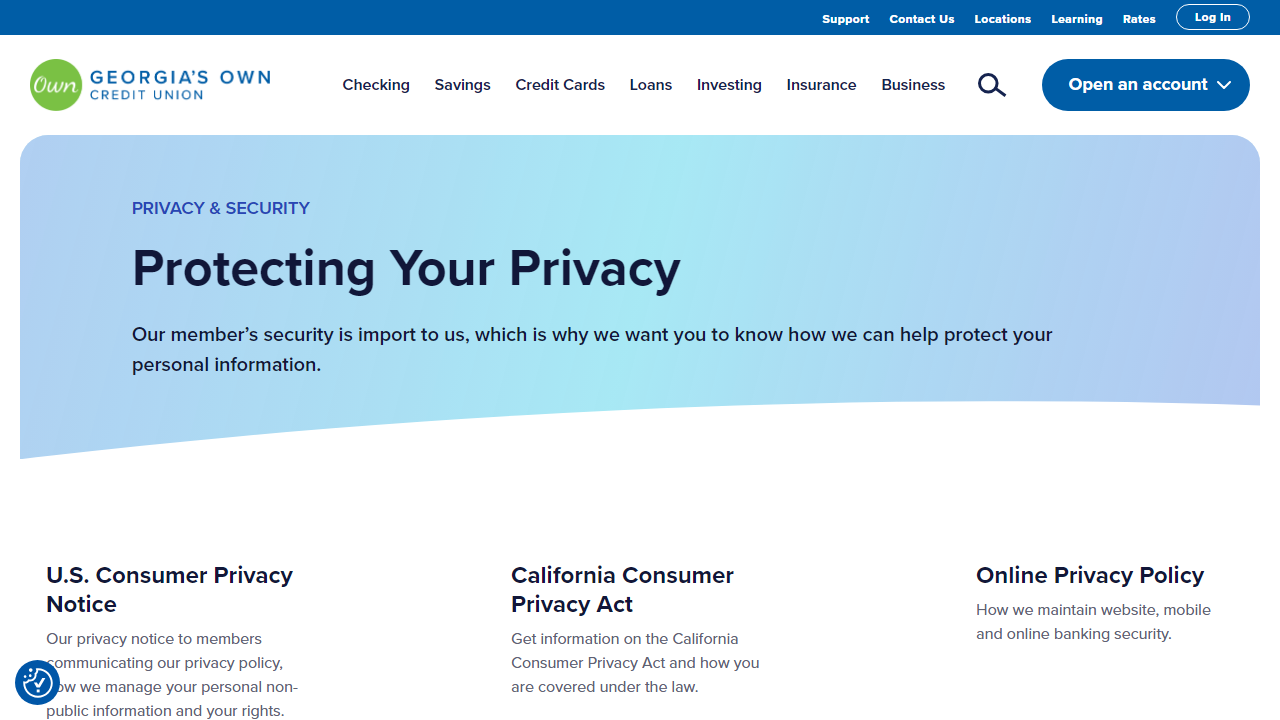 Support Contact Us Locations Learning Rates Log In
Own GEORGIA'S OWN
CREDIT UNION
Checking Savings Credit Cards Loans Investing Insurance Business
Open an account
PRIVACY & SECURITY
Protecting Your Privacy
Our member’s security is import to us, which is why we want you to know how we can help protect your
personal information.
U.S. Consumer Privacy
Notice
Our privacy notice to members
communicating our privacy policy,
how we manage your personal non-
public information and your rights.
California Consumer
Privacy Act
Get information on the California
Consumer Privacy Act and how you
are covered under the law.
Online Privacy Policy
How we maintain website, mobile
and online banking security.